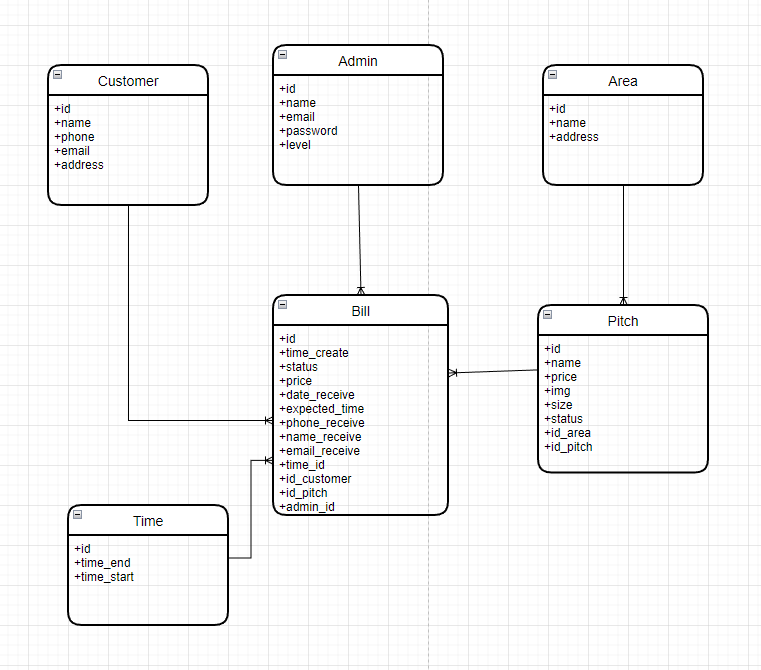 Customer
+id
+name
+phone
+email
+address
Admin
+id
+name
+email
+password
+level
Area
+id
+name
+address
Bill
+id
+time_create
+status
+price
+date_receive
+expected_time
+phone_receive
+name_receive
+email_receive
+time_id
+id_customer
+id_pitch
+admin_id
Pitch
+id
+name
+price
+img
+size
+status
+id_area
+id_pitch
Time
+id
+time_end
+time_start